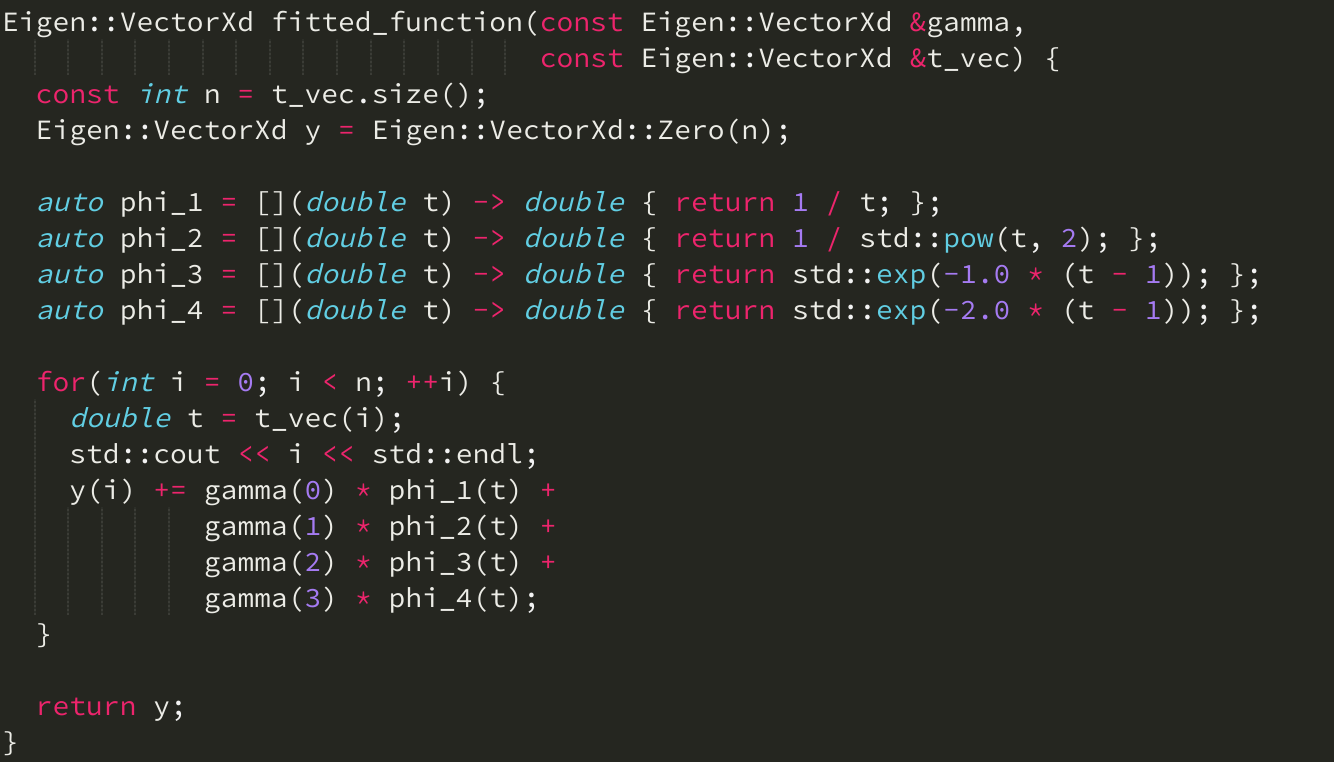 Eigen::VectorXd fitted_function(const Eigen::VectorXd &gamma,
                                const Eigen::VectorXd &t_vec) {
  const int n = t_vec.size();
  Eigen::VectorXd y = Eigen::VectorXd::Zero(n);

  auto phi_1 = [](double t) -> double { return 1 / t; };
  auto phi_2 = [](double t) -> double { return 1 / std::pow(t, 2); };
  auto phi_3 = [](double t) -> double { return std::exp(-1.0 * (t - 1)); };
  auto phi_4 = [](double t) -> double { return std::exp(-2.0 * (t - 1)); };

  for(int i = 0; i < n; ++i) {
    double t = t_vec(i);
    std::cout << i << std::endl;
    y(i) += gamma(0) * phi_1(t) +
            gamma(1) * phi_2(t) +
            gamma(2) * phi_3(t) +
            gamma(3) * phi_4(t);
  }

  return y;
}